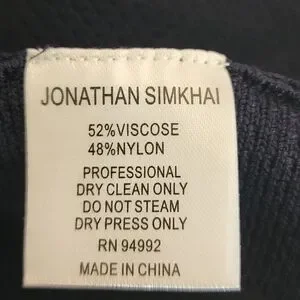 JONATHAN SIMKHAI
52%VISCOSE
48%NYLON
PROFESSIONAL
DRY CLEAN ONLY
DO NOT STEAM
DRY PRESS ONLY
RN 94992
MADE IN CHINA